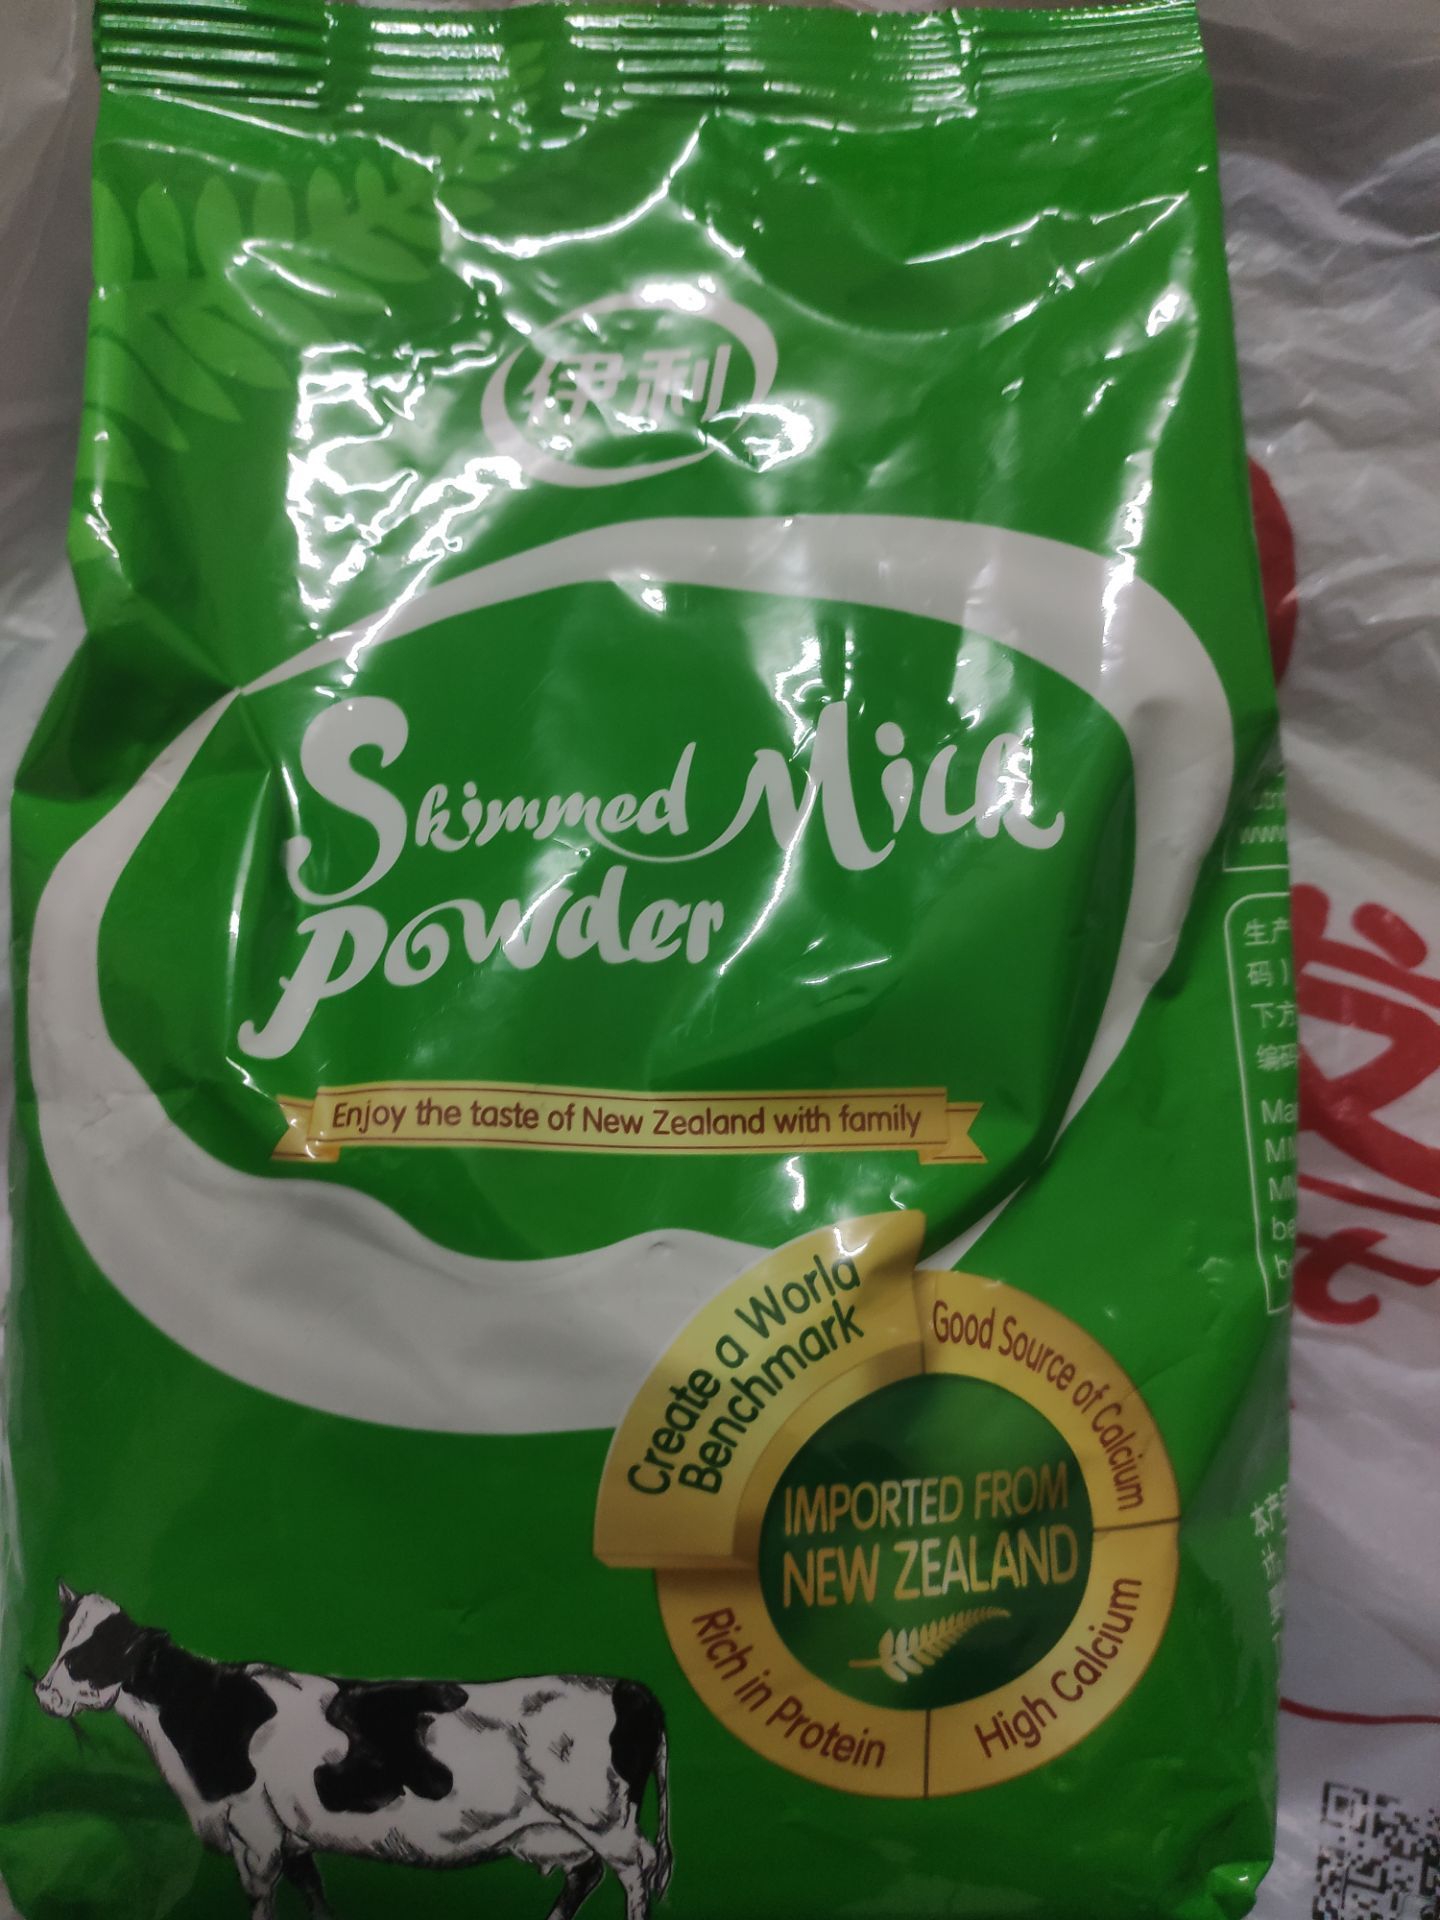 伊利
Skimmed Milk
Powder
Enjoy the taste of New Zealand with family
Create a World
Benchmark
Good Source of Calcium
IMPORTED FROM
NEW ZEALAND
Rich in Protein
High Calcium
www
生产
码）
下方
编码